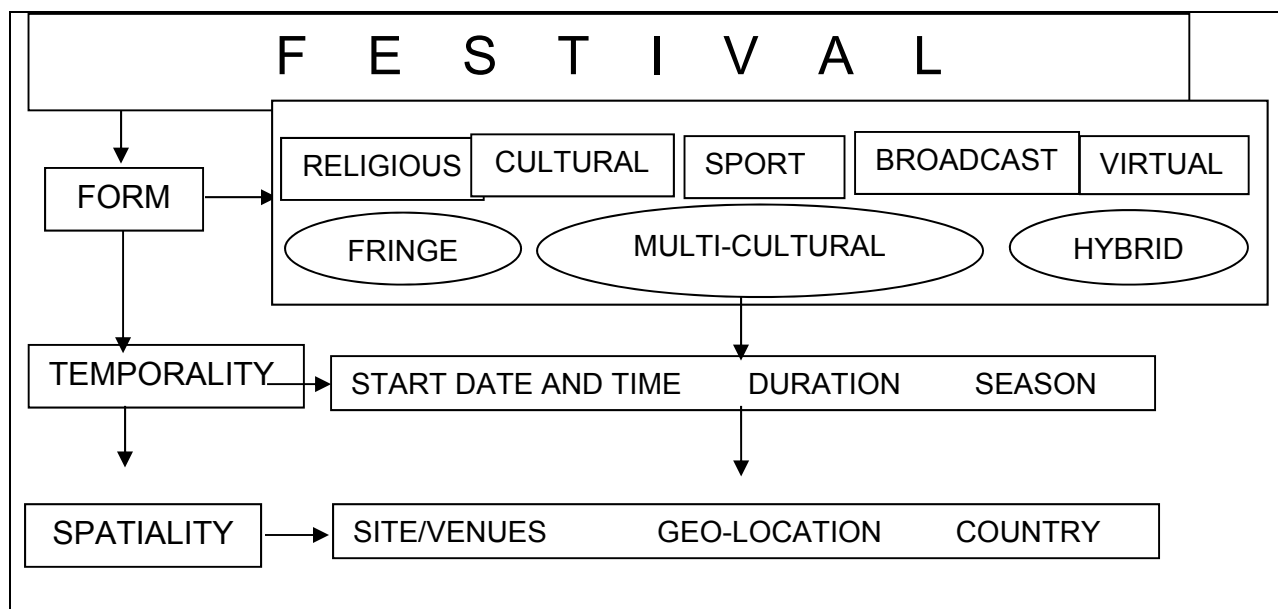 F E S T I V A L
RELIGIOUS CULTURAL SPORT BROADCAST VIRTUAL
FORM
FRINGE MULTI-CULTURAL HYBRID
TEMPORALITY
START DATE AND TIME DURATION SEASON
SPATIALITY
SITE/VENUES GEO-LOCATION COUNTRY